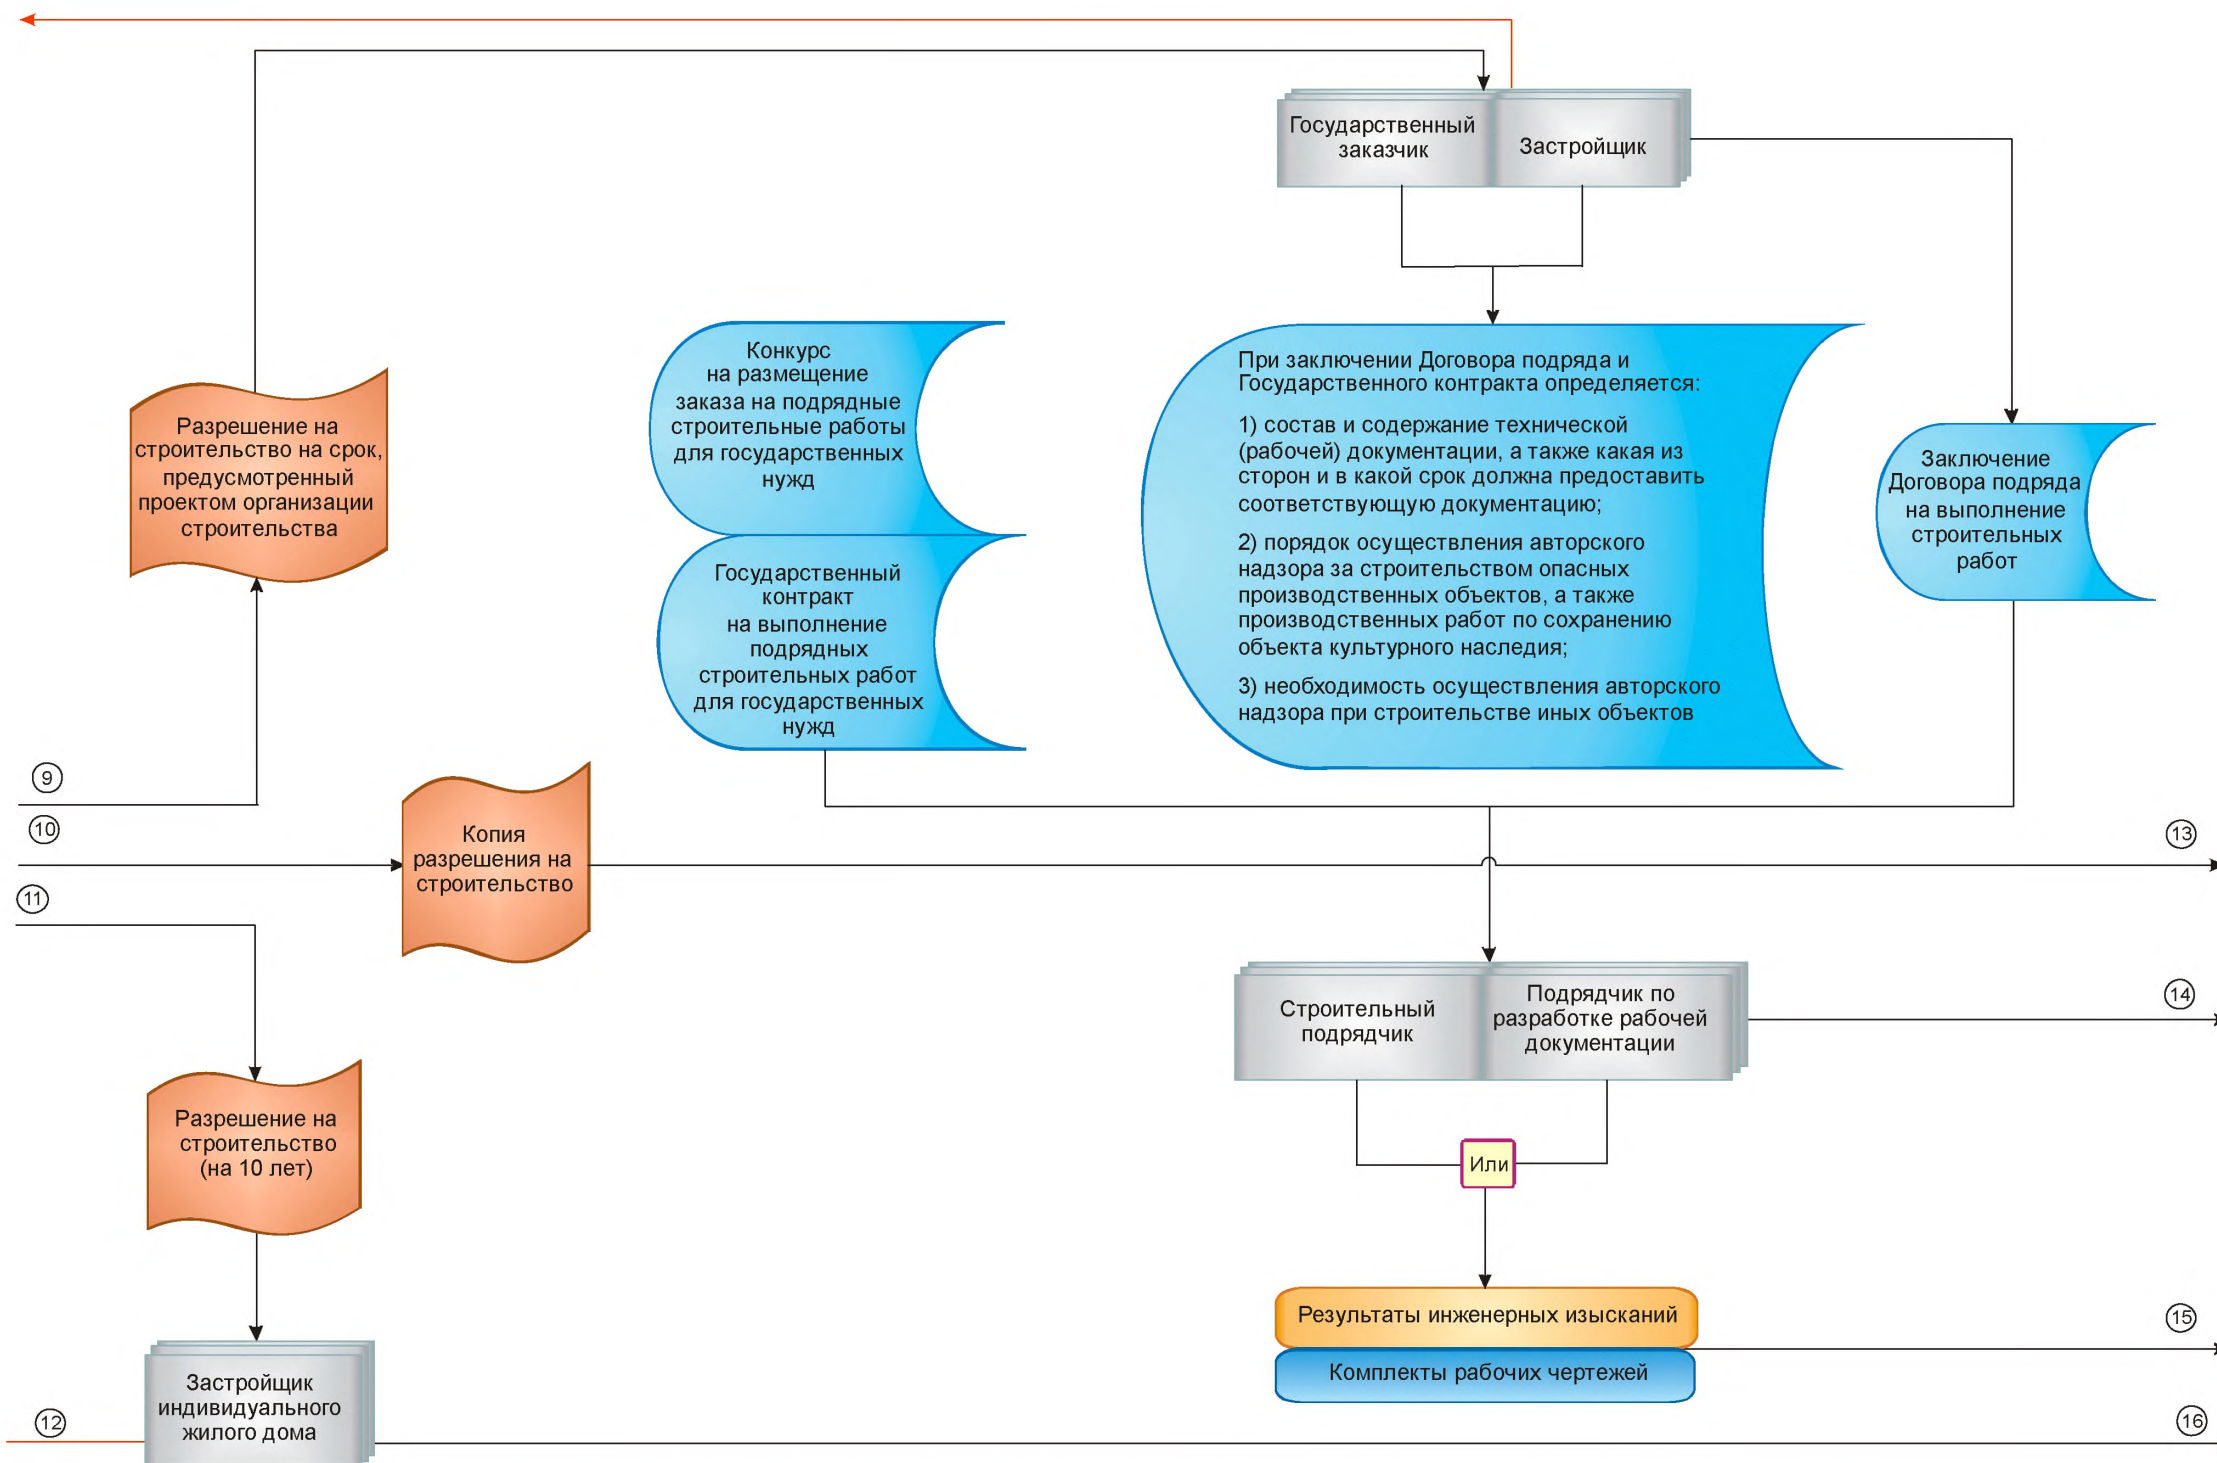 Государственный
заказчик
Застройщик
Разрешение на
строительство на срок,
предусмотренный
проектом организации
строительства
Конкурс
на размещение
заказа на подрядные
строительные работы
для государственных
нужд
Государственный
контракт
на выполнение
подрядных
строительных работ
для государственных
нужд
При заключении Договора подряда и
Государственного контракта определяется:
1) состав и содержание технической
(рабочей) документации, а также какая из
сторон и в какой срок должна предоставить
соответствующую документацию;
2) порядок осуществления авторского
надзора за строительством опасных
производственных объектов, а также
производственных работ по сохранению
объекта культурного наследия;
3) необходимость осуществления авторского
надзора при строительстве иных объектов
Заключение
Договора подряда
на выполнение
строительных
работ
9
10
Копия
разрешения на
строительство
13
11
Строительный
подрядчик
Подрядчик по
разработке рабочей
документации
14
Разрешение на
строительство
(на 10 лет)
Или
Результаты инженерных изысканий
Комплекты рабочих чертежей
15
Застройщик
индивидуального
жилого дома
12
16